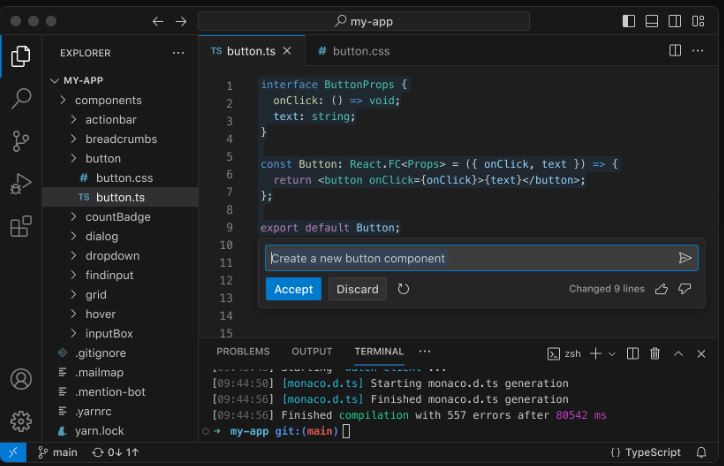 my-app
EXPLORER
···
TS button.ts
# button.css
···
MY-APP
components
actionbar
breadcrumbs
button
# button.css
TS button.ts
countBadge
dialog
dropdown
findinput
grid
hover
inputBox
.gitignore
.mailmap
.mention-bot
.yarnrc
yarn.lock
1 interface ButtonProps {
2 onClick: () => void;
3 text: string;
4 }
5
6 const Button: React.FC<Props> = ({ onClick, text }) => {
7 return <button onClick={onClick}>{text}</button>;
8 };
8
9 export default Button;
10
11
12
13
14
15
Create a new button component
Accept
Discard
Changed 9 lines
PROBLEMS
OUTPUT
TERMINAL
···
zsh
Starting
[09:44:50] [monaco.d.ts] Starting monaco.d.ts generation
[09:44:56] [monaco.d.ts] Finished monaco.d.ts generation
[09:44:56] Finished compilation with 557 errors after 80542 ms
→ my-app git:(main)
main
0↓ 1↑
{} TypeScript